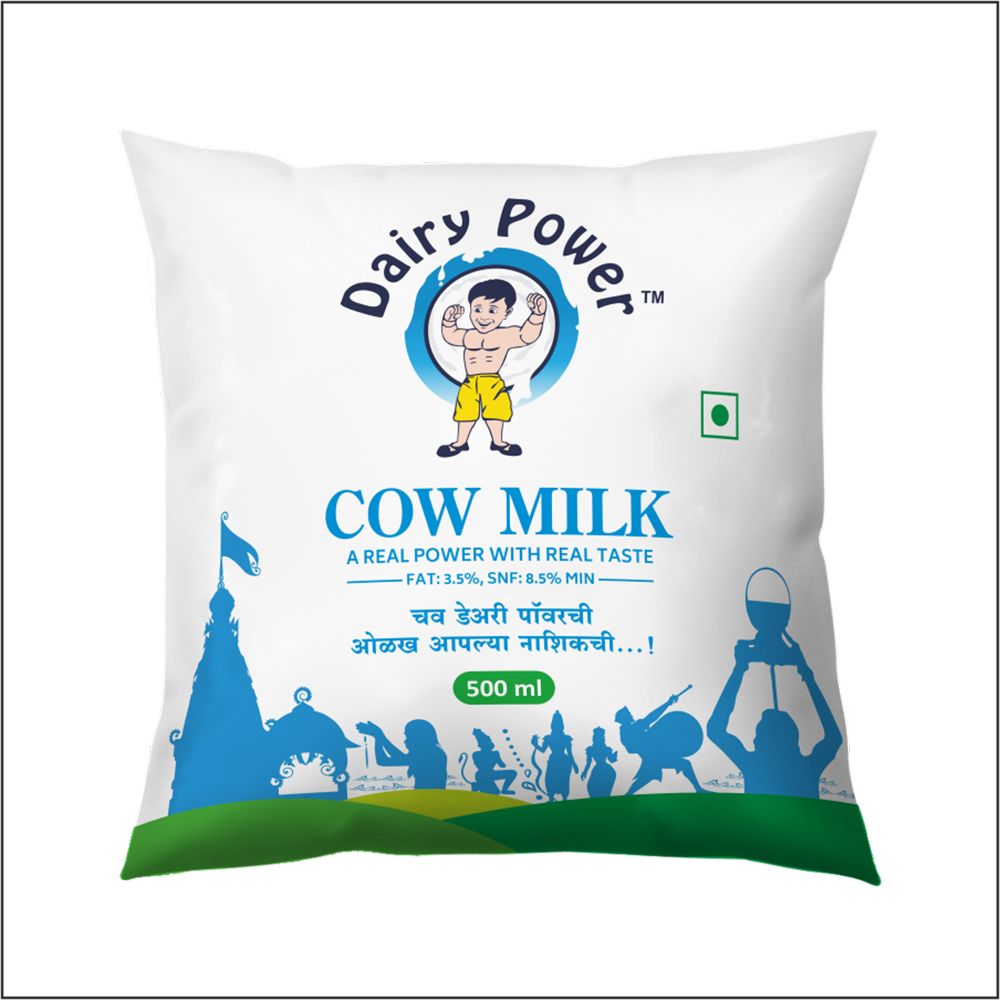 Dairy Power TM
COW MILK
A REAL POWER WITH REAL TASTE
FAT: 3.5%, SNF: 8.5% MIN
चव डेअरी पॉवरची
ओळख आपल्या नाशिकची...!
500 ml